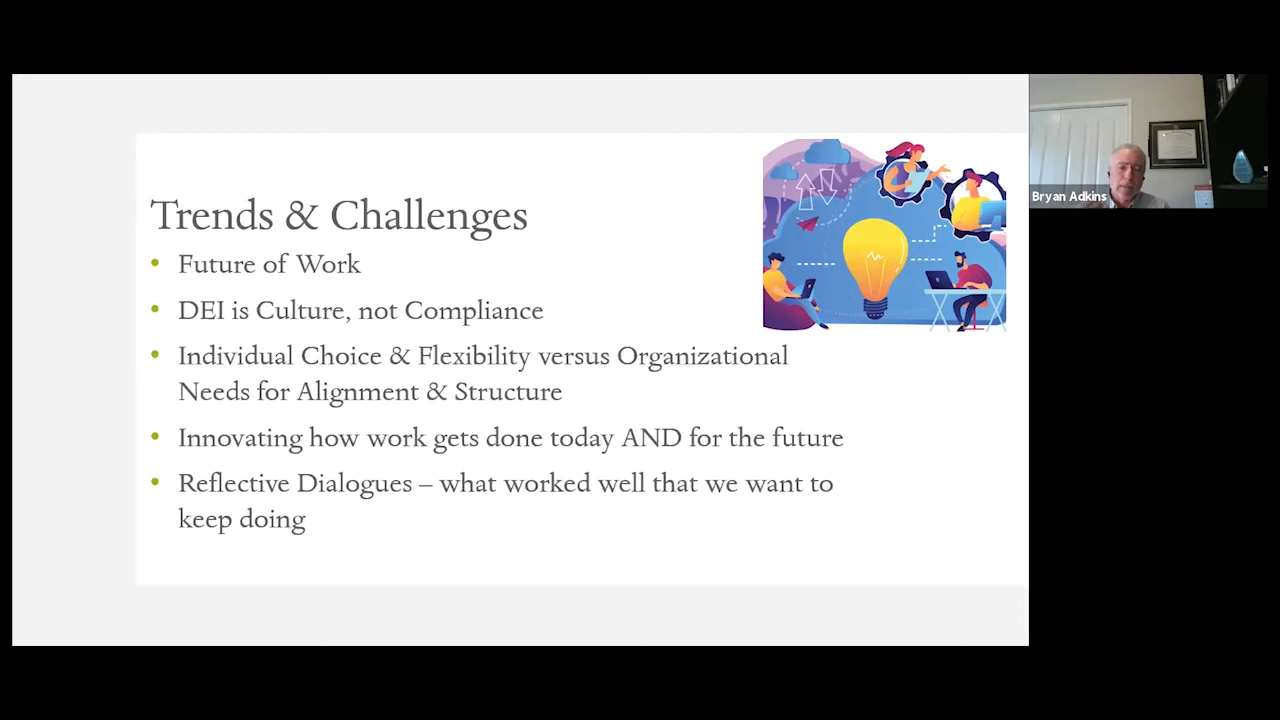 Trends & Challenges
• Future of Work
• DEI is Culture, not Compliance
• Individual Choice & Flexibility versus Organizational
Needs for Alignment & Structure
• Innovating how work gets done today AND for the future
• Reflective Dialogues – what worked well that we want to
keep doing
Bryan Adkins